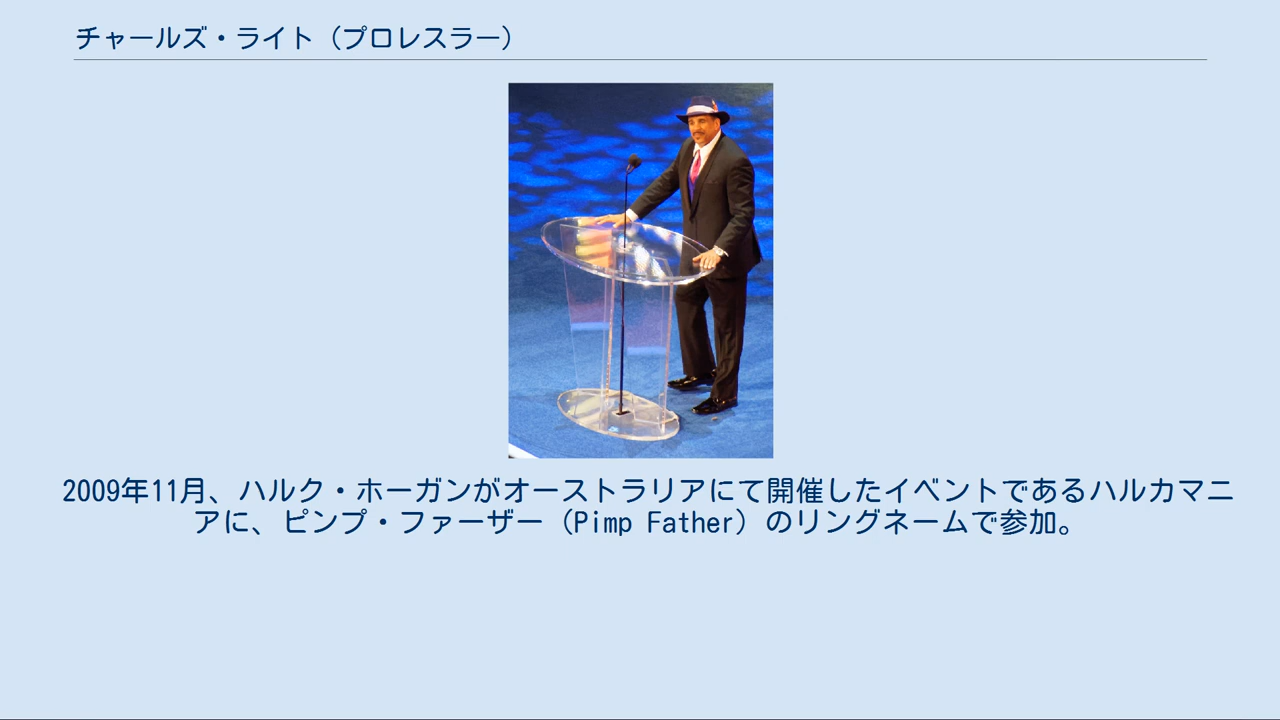 チャールズ・ライト（プロレスラー）
2009年11月、ハルク・ホーガンがオーストラリアにて開催したイベントであるハルカマニ
アに、ピンプ・ファーザー（Pimp Father）のリングネームで参加。